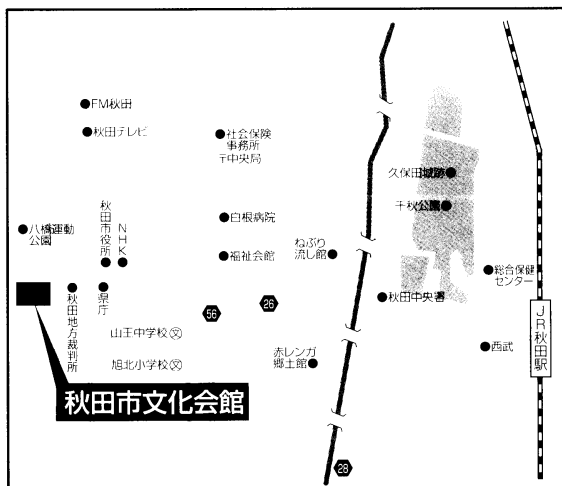 FM秋田
秋田テレビ
社会保険
事務所
〒中央局
久保田城跡
千秋公園
秋田市役所
NHK
八橋運動
公園
白根病院
福祉会館
ねぶり
流し館
総合保健
センター
秋田中央署
県庁
秋田地方裁判所
26
56
山王中学校文
旭北小学校文
赤レンガ
郷土館
西武
JR秋田駅
秋田市文化会館
28